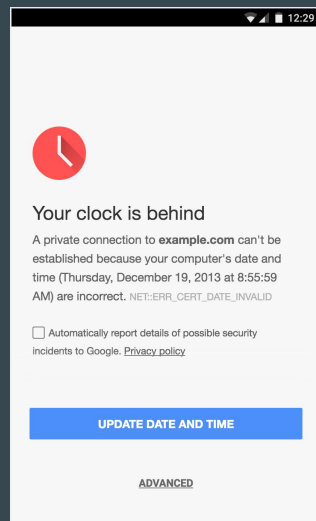 12:29
Your clock is behind
A private connection to example.com can't be
established because your computer's date and
time (Thursday, December 19, 2013 at 8:55:59
AM) are incorrect. NET::ERR_CERT_DATE_INVALID
Automatically report details of possible security
incidents to Google. Privacy policy
UPDATE DATE AND TIME
ADVANCED